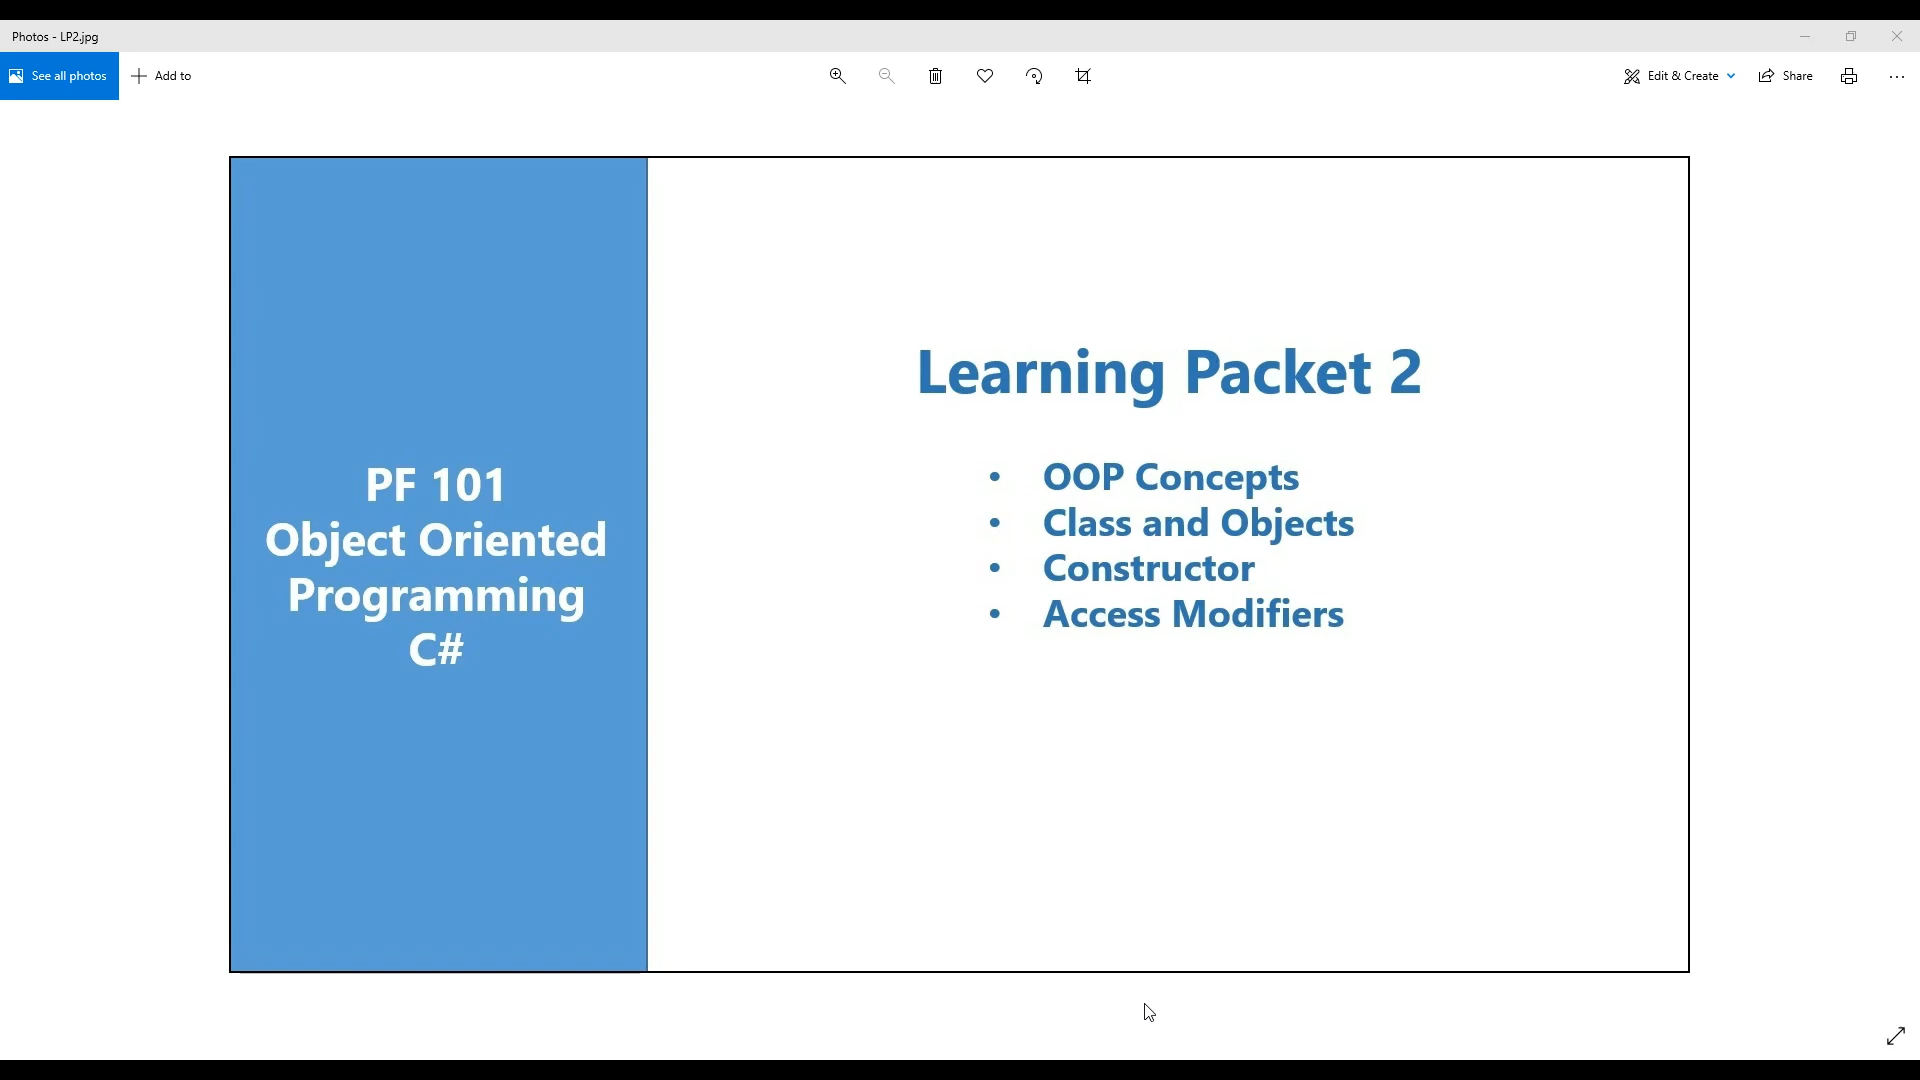 Photos - LP2.jpg
See all photos
Add to
Edit & Create
Share
PF 101
Object Oriented
Programming
C#
Learning Packet 2
• OOP Concepts
• Class and Objects
• Constructor
• Access Modifiers